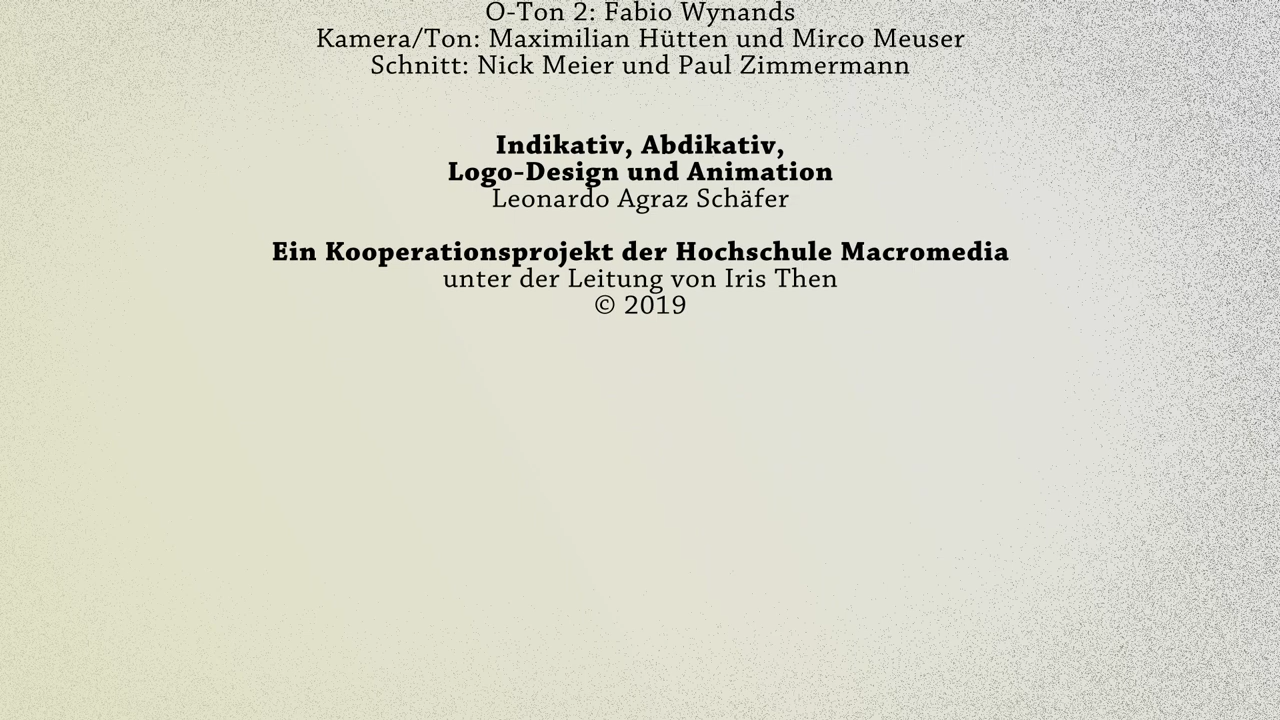 O-Ton 2: Fabio Wynands
Kamera/Ton: Maximilian Hütten und Mirco Meuser
Schnitt: Nick Meier und Paul Zimmermann
Indikativ, Abdikativ,
Logo-Design und Animation
Leonardo Agraz Schäfer
Ein Kooperationsprojekt der Hochschule Macromedia
unter der Leitung von Iris Then
© 2019